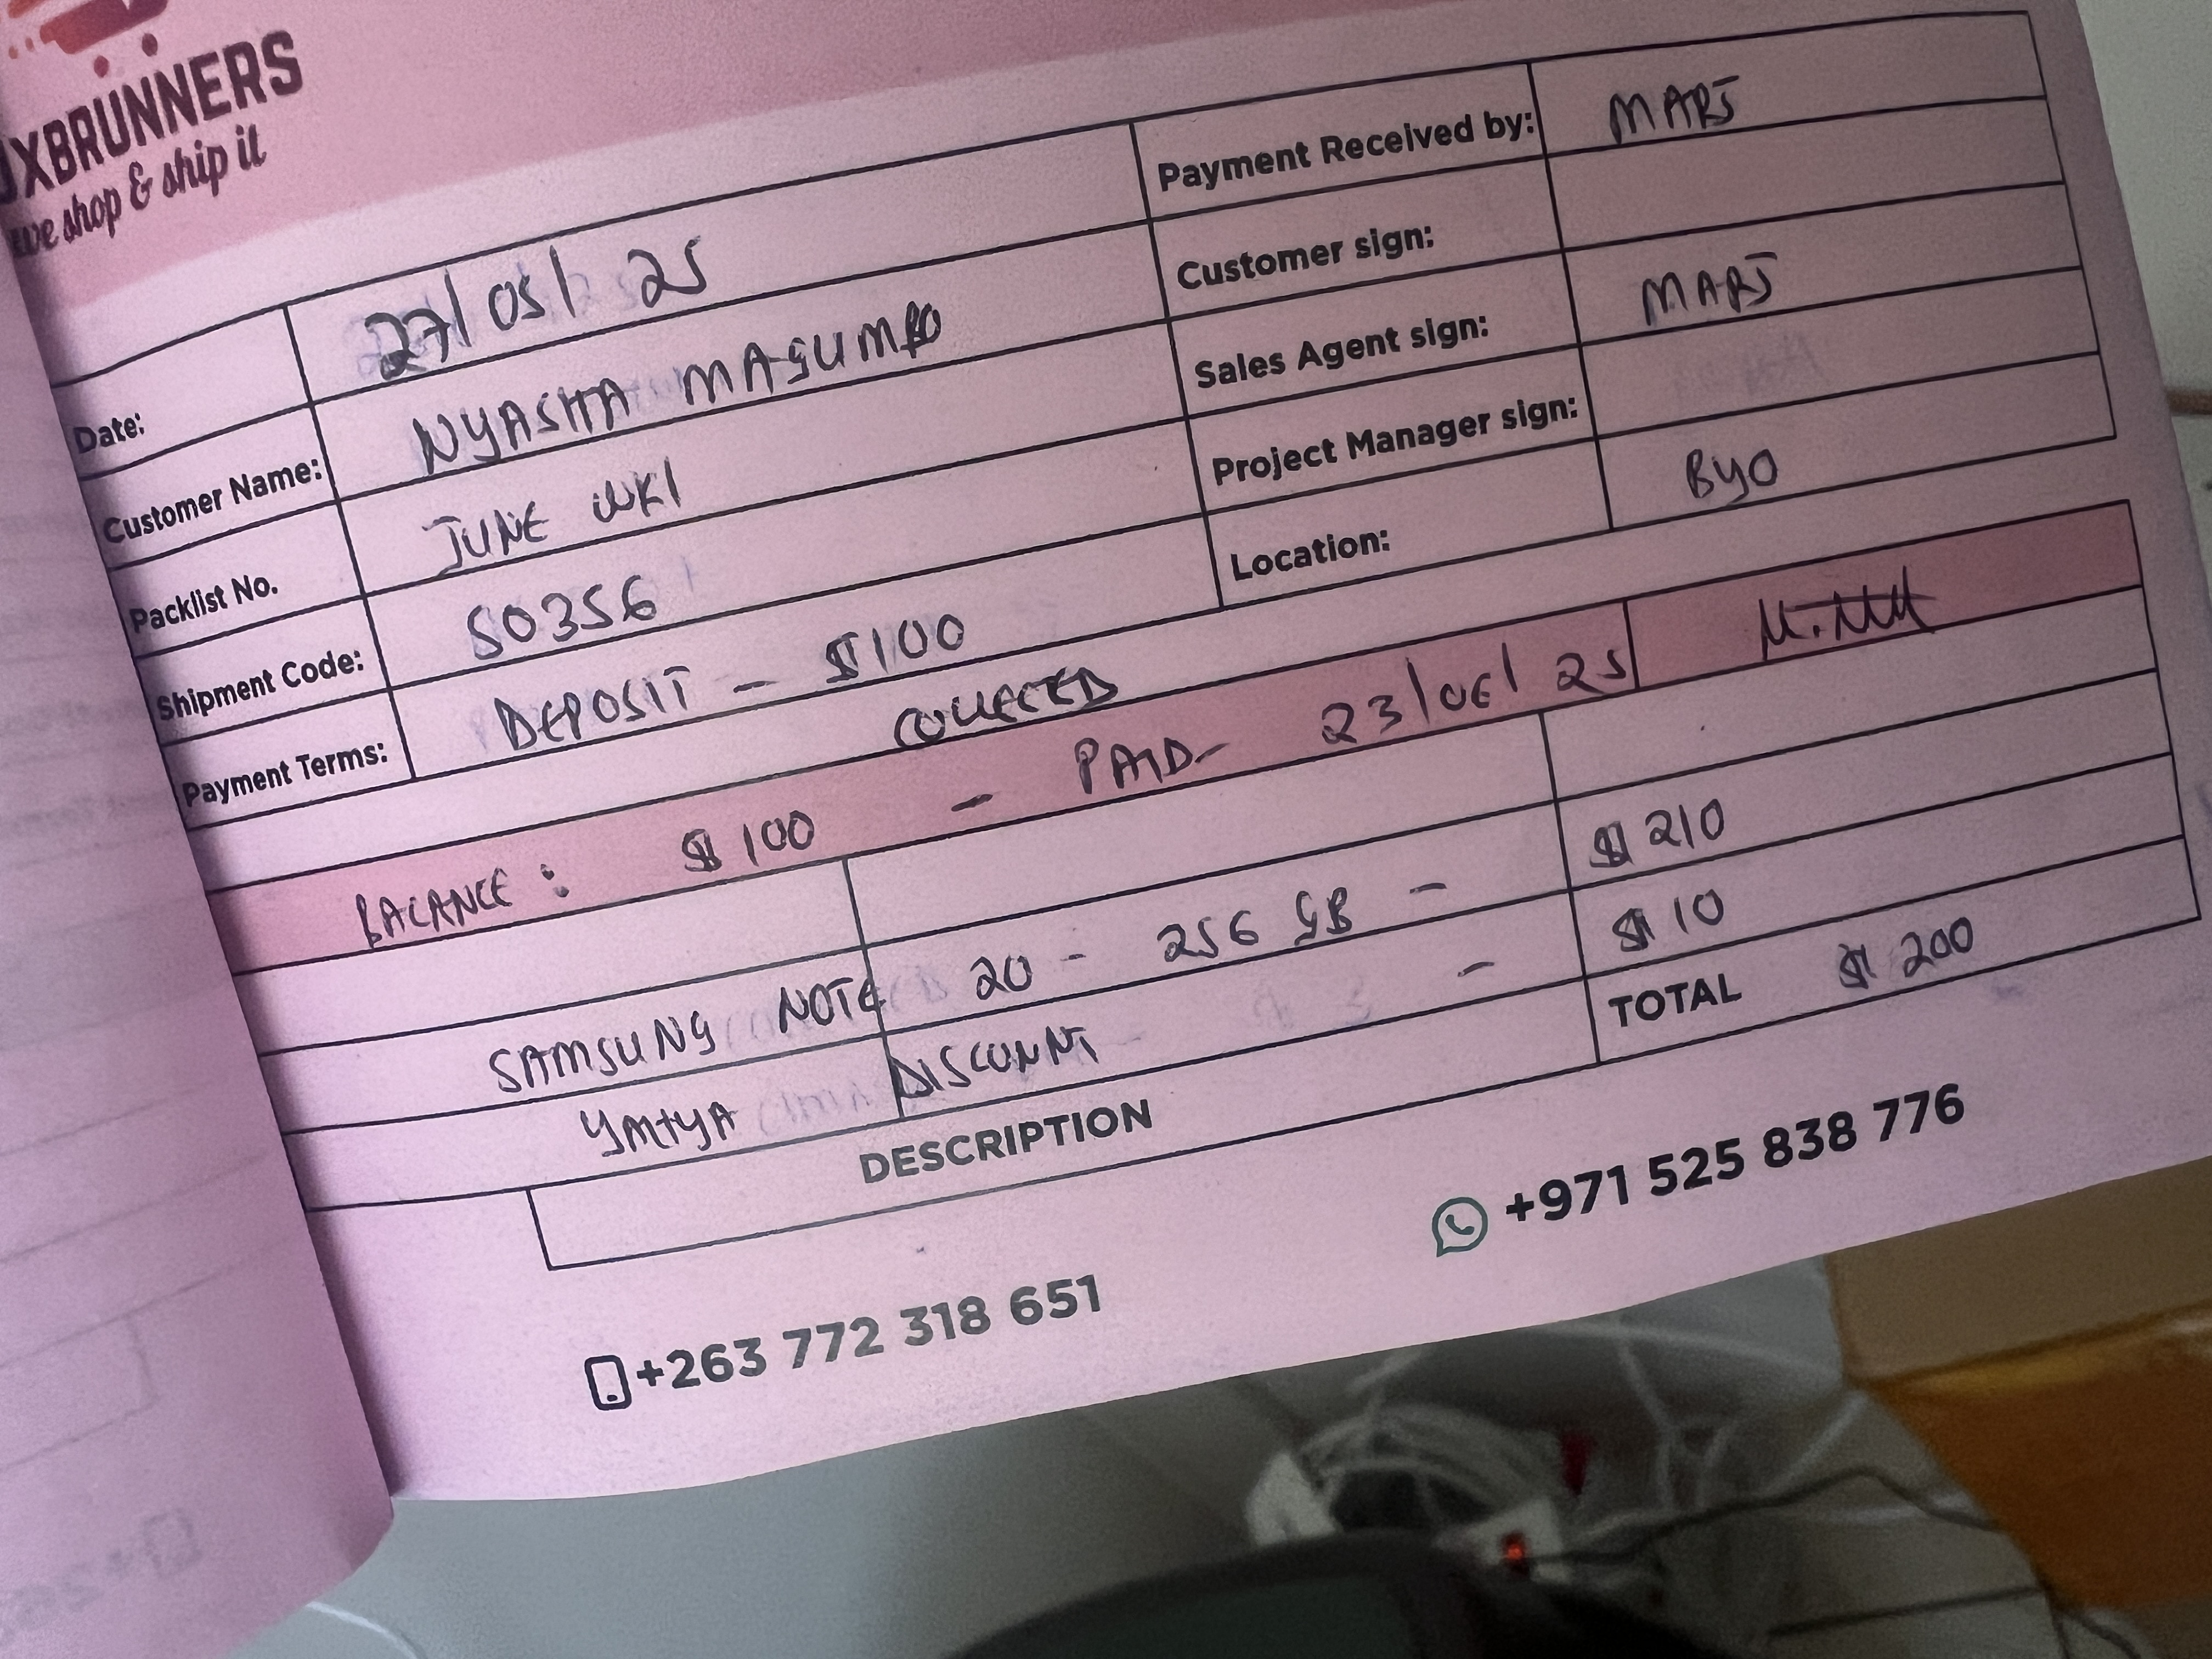 XBRUNNERS
we shop & ship it
Date: 27/05/25
Customer Name: NYASHA MAGUMBO
Packlist No. JUNE WK1
Shipment Code: S0356
Payment Terms: DEPOSIT - $100
Payment Received by: MARJ
Customer sign:
Sales Agent sign: MARJ
Project Manager sign:
Location: BYO
COLLECTED
BALANCE: $100 - PAID - 23/06/25
SAMSUNG NOTE 20 - 256 GB - $210
YAMIYA DISCOUNT - $10
DESCRIPTION TOTAL $200
+263 772 318 651
+971 525 838 776